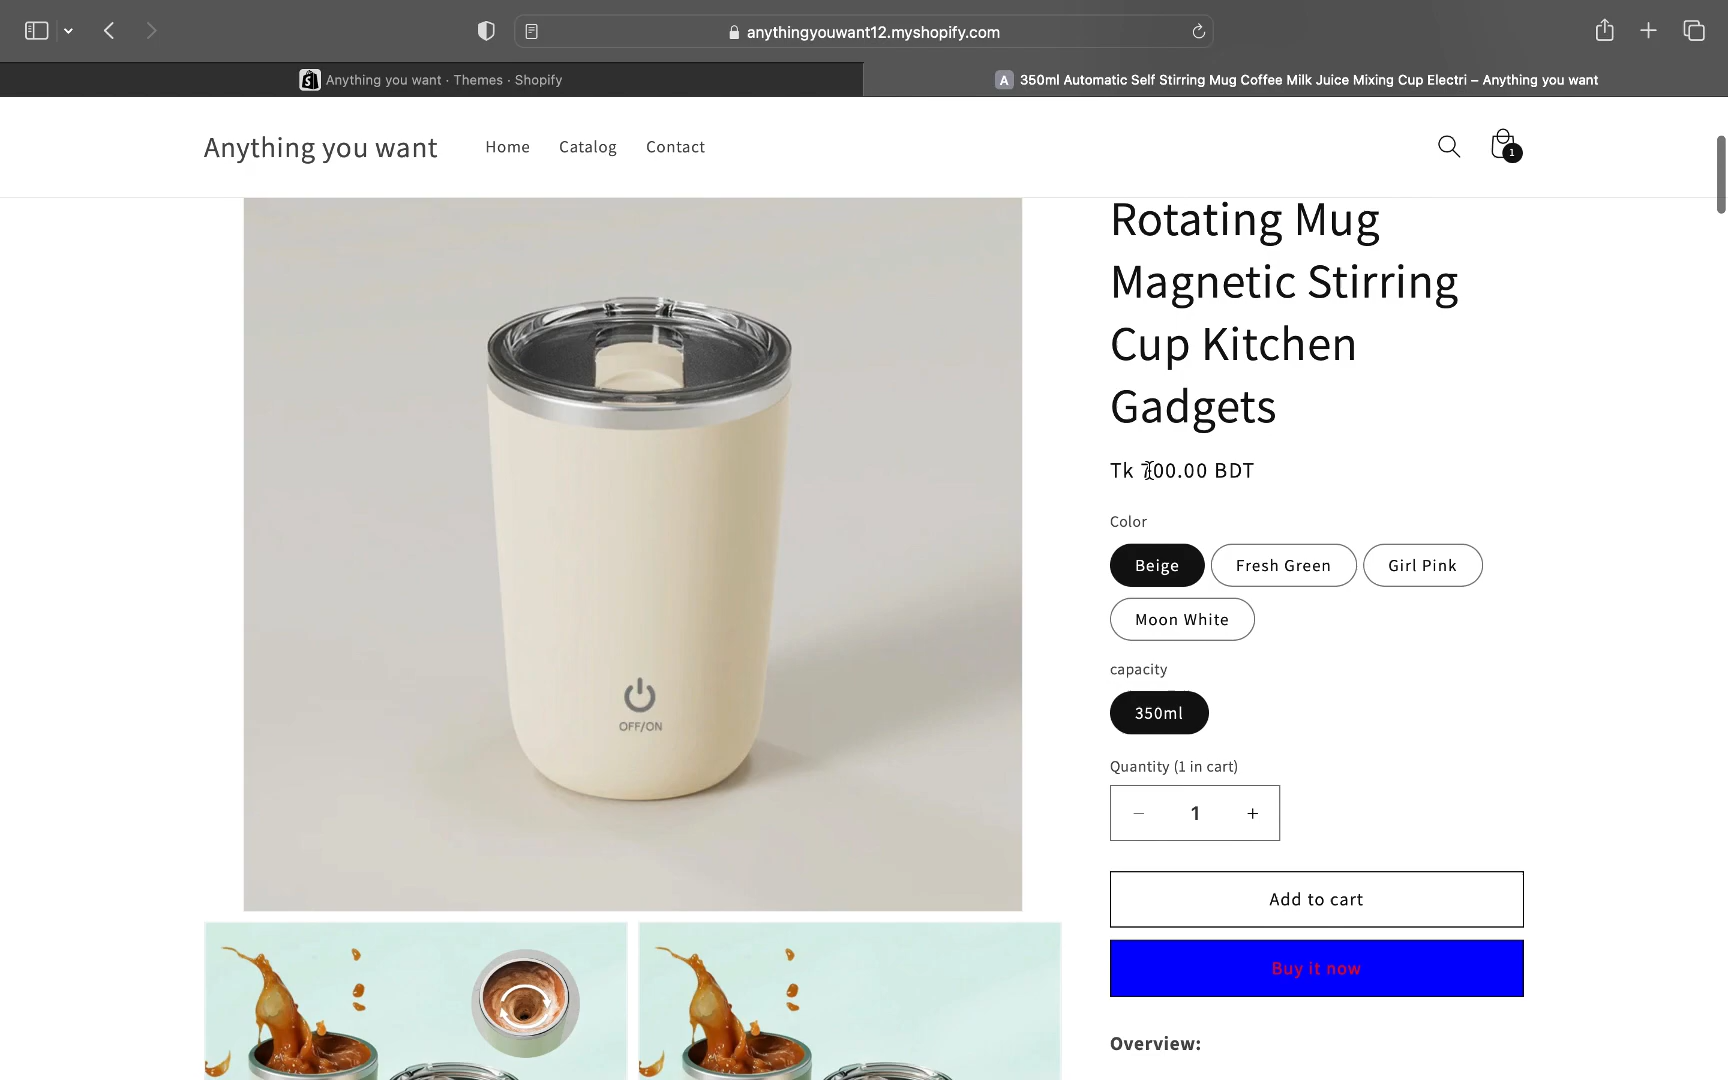 anythingyouwant12.myshopify.com
Anything you want · Themes · Shopify
A 350ml Automatic Self Stirring Mug Coffee Milk Juice Mixing Cup Electri – Anything you want
Anything you want
Home Catalog Contact
1
Rotating Mug
Magnetic Stirring
Cup Kitchen
Gadgets
Tk 700.00 BDT
Color
Beige Fresh Green Girl Pink
Moon White
capacity
350ml
Quantity (1 in cart)
− 1 +
Add to cart
Buy it now
Overview:
OFF/ON